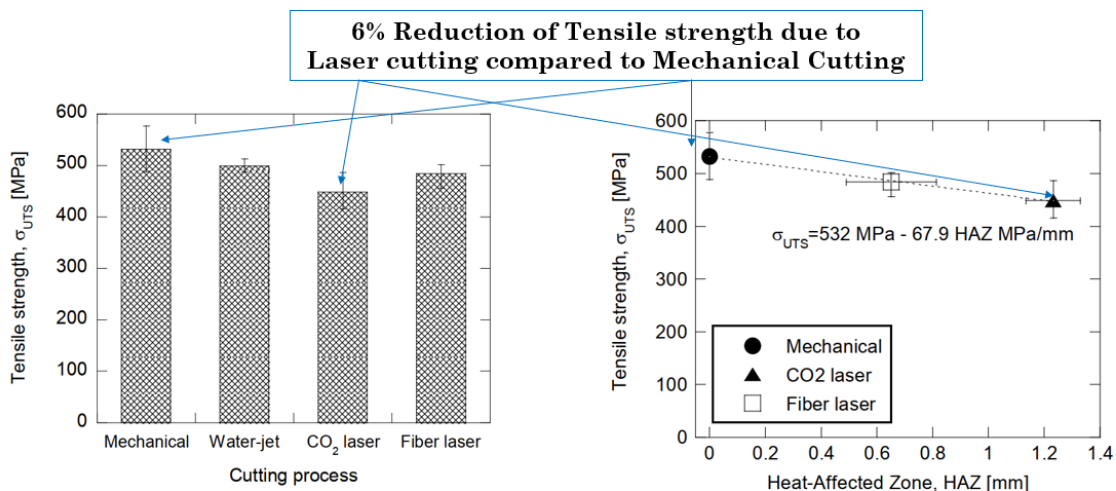 6% Reduction of Tensile strength due to
Laser cutting compared to Mechanical Cutting
Tensile strength, σUTS [MPa]
600
500
400
300
200
100
0
Mechanical
Water-jet
CO2 laser
Fiber laser
Cutting process
Tensile strength, σUTS [MPa]
600
500
400
300
200
100
0
σUTS=532 MPa - 67.9 HAZ MPa/mm
Mechanical
CO2 laser
Fiber laser
0
0.2
0.4
0.6
0.8
1
1.2
1.4
Heat-Affected Zone, HAZ [mm]